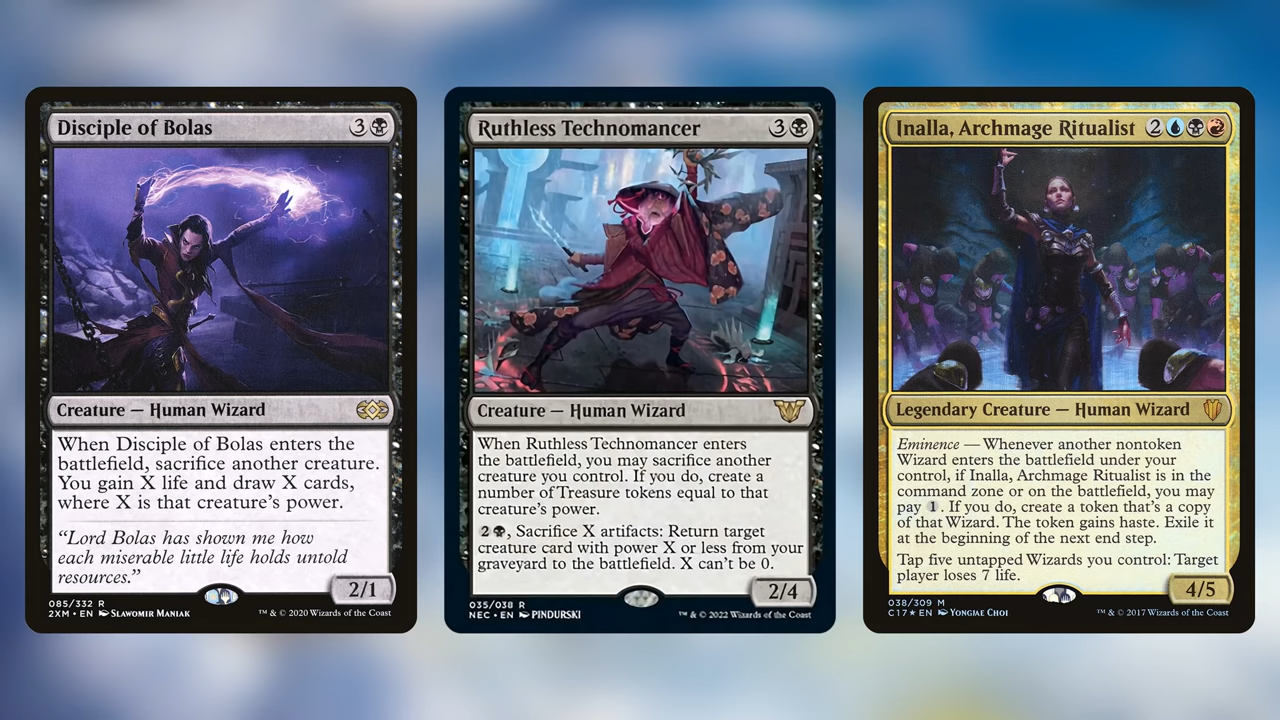 Disciple of Bolas 3
Creature — Human Wizard
When Disciple of Bolas enters the
battlefield, sacrifice another creature.
You gain X life and draw X cards,
where X is that creature's power.
“Lord Bolas has shown me how
each miserable little life holds untold
resources.”
2/1
085/332 R
2XM • EN Slawomir Maniak
™ & © 2020 Wizards of the Coast
Ruthless Technomancer 3
Creature — Human Wizard
When Ruthless Technomancer enters
the battlefield, you may sacrifice another
creature you control. If you do, create a
number of Treasure tokens equal to that
creature's power.
2, Sacrifice X artifacts: Return target
creature card with power X or less from your
graveyard to the battlefield. X can't be 0.
2/4
035/038 R
NEC • EN PINDURSKI
™ & © 2022 Wizards of the Coast
Inalla, Archmage Ritualist 2
Legendary Creature — Human Wizard
Eminence — Whenever another nontoken
Wizard enters the battlefield under your
control, if Inalla, Archmage Ritualist is in the
command zone or on the battlefield, you may
pay 1. If you do, create a token that's a copy
of that Wizard. The token gains haste. Exile it
at the beginning of the next end step.
Tap five untapped Wizards you control: Target
player loses 7 life.
4/5
038/309 M
C17 ★ EN Yongjae Choi
™ & © 2017 Wizards of the Coast